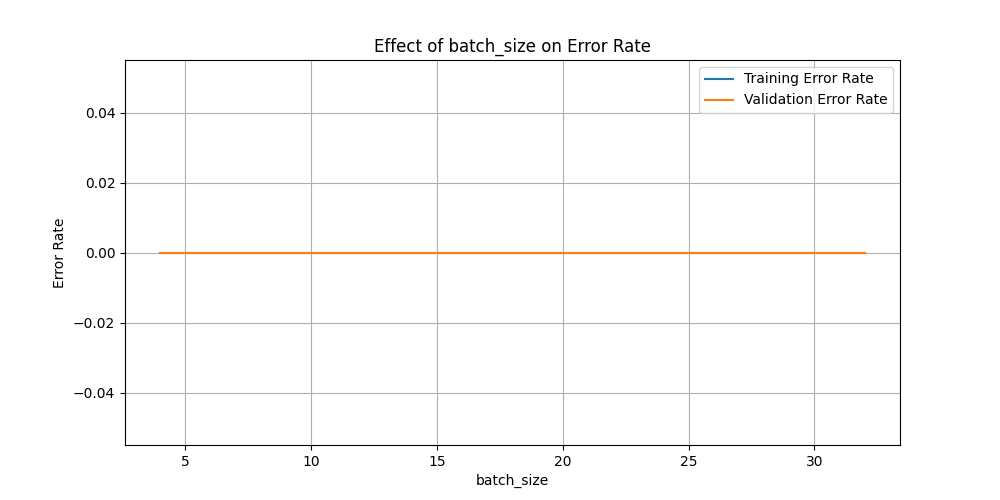 Effect of batch_size on Error Rate
Training Error Rate
Validation Error Rate
0.04
0.02
0.00
−0.02
−0.04
Error Rate
5 10 15 20 25 30
batch_size